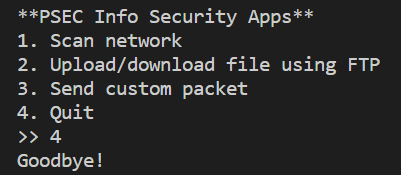 **PSEC Info Security Apps**
1. Scan network
2. Upload/download file using FTP
3. Send custom packet
4. Quit
>> 4
Goodbye!